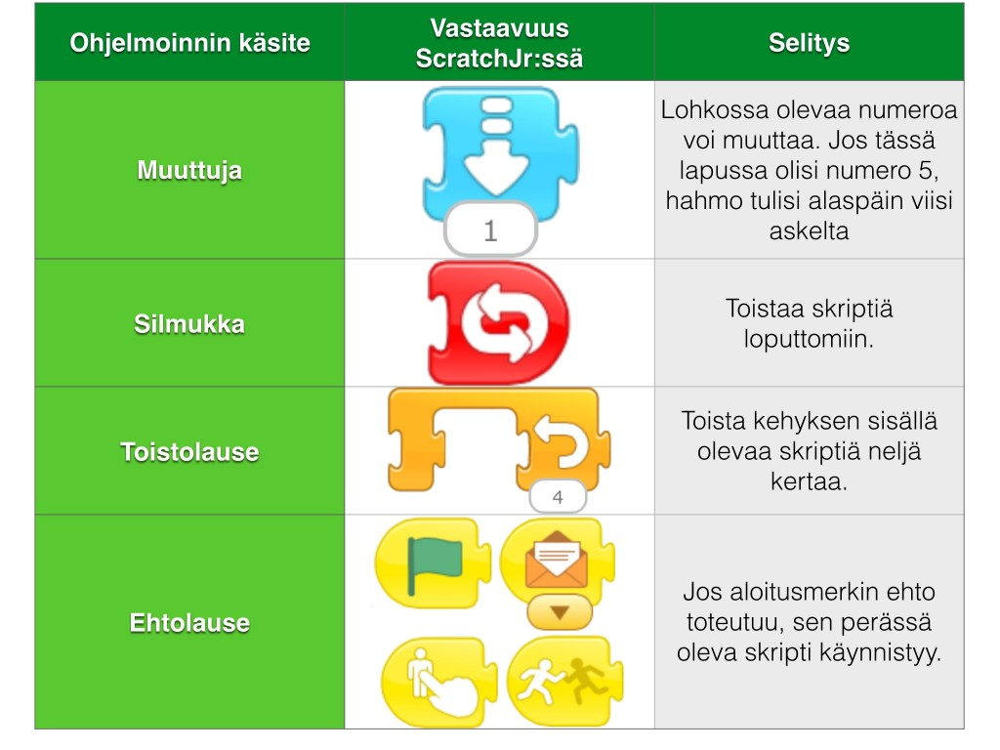 Ohjelmoinnin käsite
Vastaavuus
ScratchJr:ssä
Selitys
Muuttuja
1
Lohkossa olevaa numeroa
voi muuttaa. Jos tässä
lapussa olisi numero 5,
hahmo tulisi alaspäin viisi
askelta
Silmukka
Toistaa skriptiä
loputtomiin.
Toistolause
4
Toista kehyksen sisällä
olevaa skriptiä neljä
kertaa.
Ehtolause
Jos aloitusmerkin ehto
toteutuu, sen perässä
oleva skripti käynnistyy.